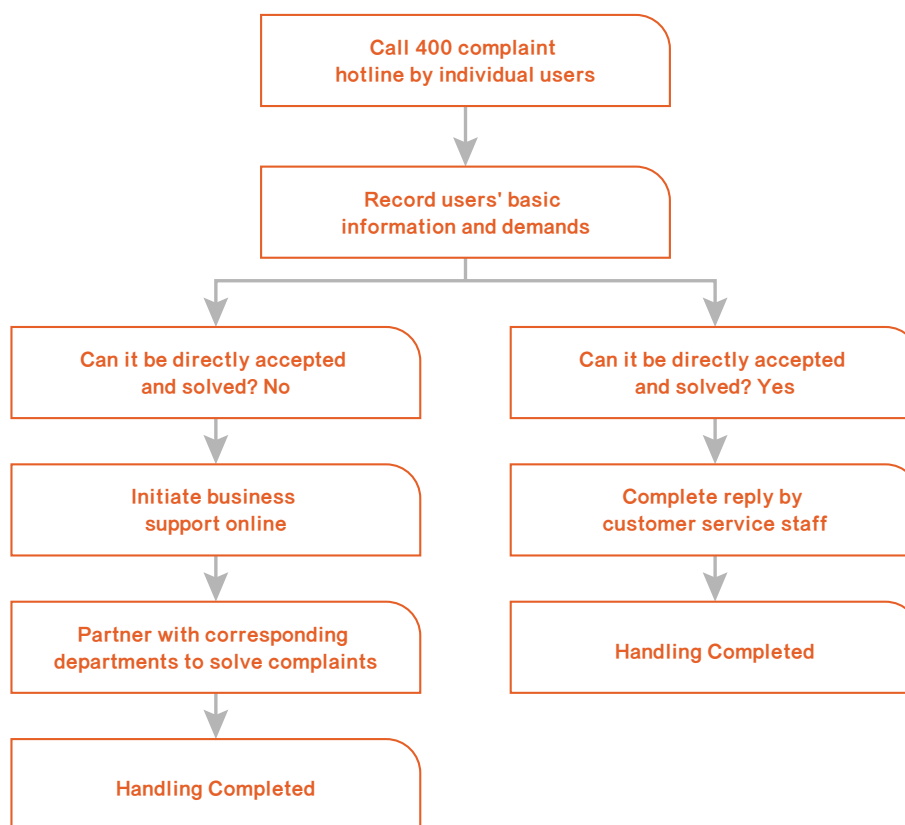 Call 400 complaint
hotline by individual users
Record users' basic
information and demands
Can it be directly accepted
and solved? No
Can it be directly accepted
and solved? Yes
Initiate business
support online
Complete reply by
customer service staff
Partner with corresponding
departments to solve complaints
Handling Completed
Handling Completed